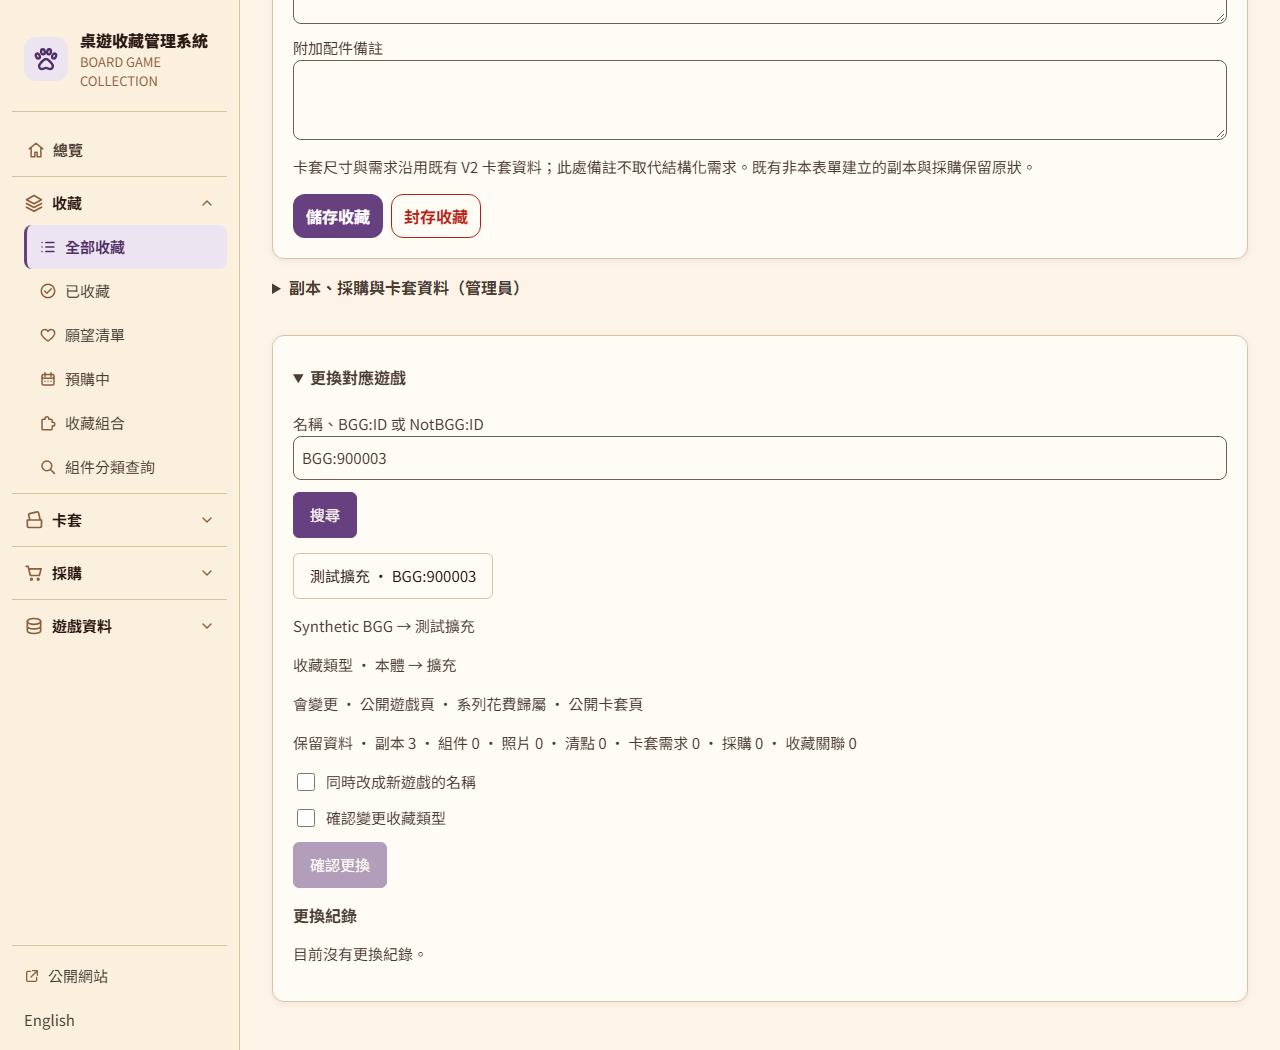 桌遊收藏管理系統
BOARD GAME
COLLECTION
總覽
收藏
全部收藏
已收藏
願望清單
預購中
收藏組合
組件分類查詢
卡套
採購
遊戲資料
公開網站
English
附加配件備註
卡套尺寸與需求沿用既有 V2 卡套資料；此處備註不取代結構化需求。既有非本表單建立的副本與採購保留原狀。
儲存收藏
封存收藏
副本、採購與卡套資料（管理員）
更換對應遊戲
名稱、BGG:ID 或 NotBGG:ID
BGG:900003
搜尋
測試擴充 · BGG:900003
Synthetic BGG → 測試擴充
收藏類型 · 本體 → 擴充
會變更 · 公開遊戲頁 · 系列花費歸屬 · 公開卡套頁
保留資料 · 副本 3 · 組件 0 · 照片 0 · 清點 0 · 卡套需求 0 · 採購 0 · 收藏關聯 0
同時改成新遊戲的名稱
確認變更收藏類型
確認更換
更換紀錄
目前沒有更換紀錄。